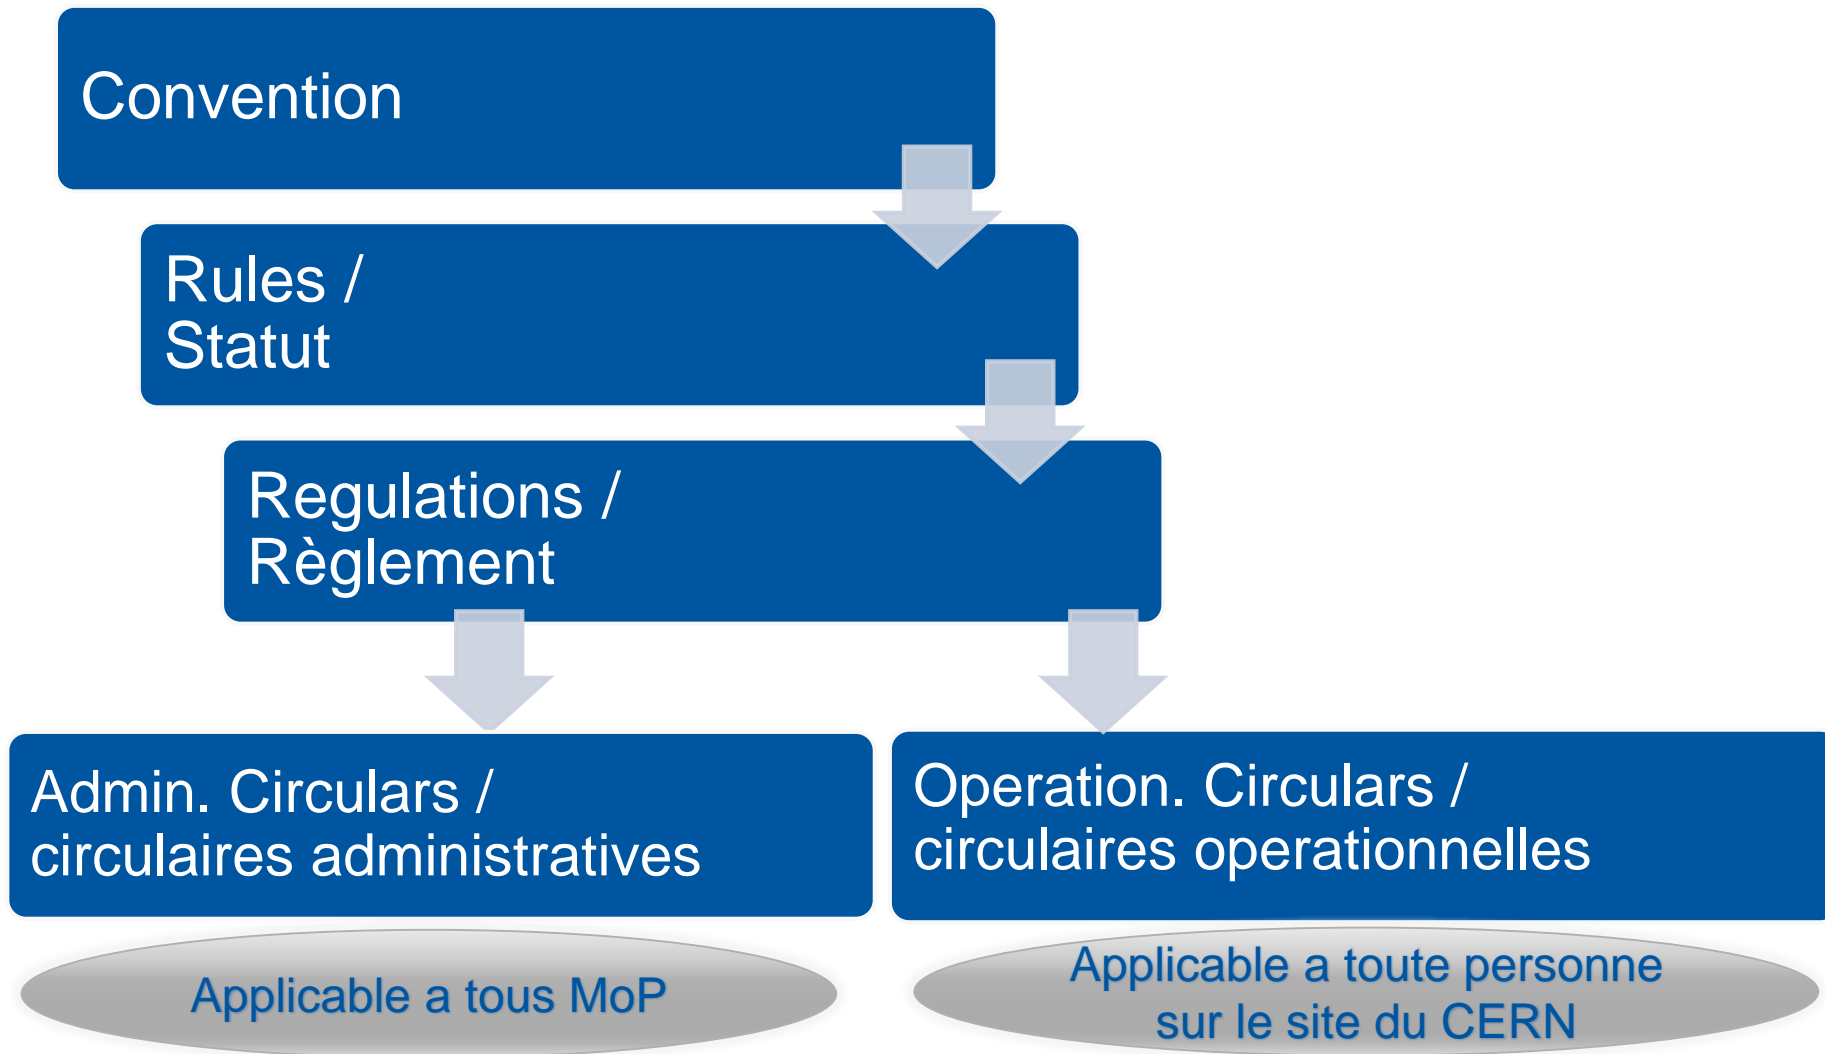 Convention
Rules /
Statut
Regulations /
Règlement
Admin. Circulars /
circulaires administratives
Operation. Circulars /
circulaires operationnelles
Applicable a tous MoP
Applicable a toute personne
sur le site du CERN